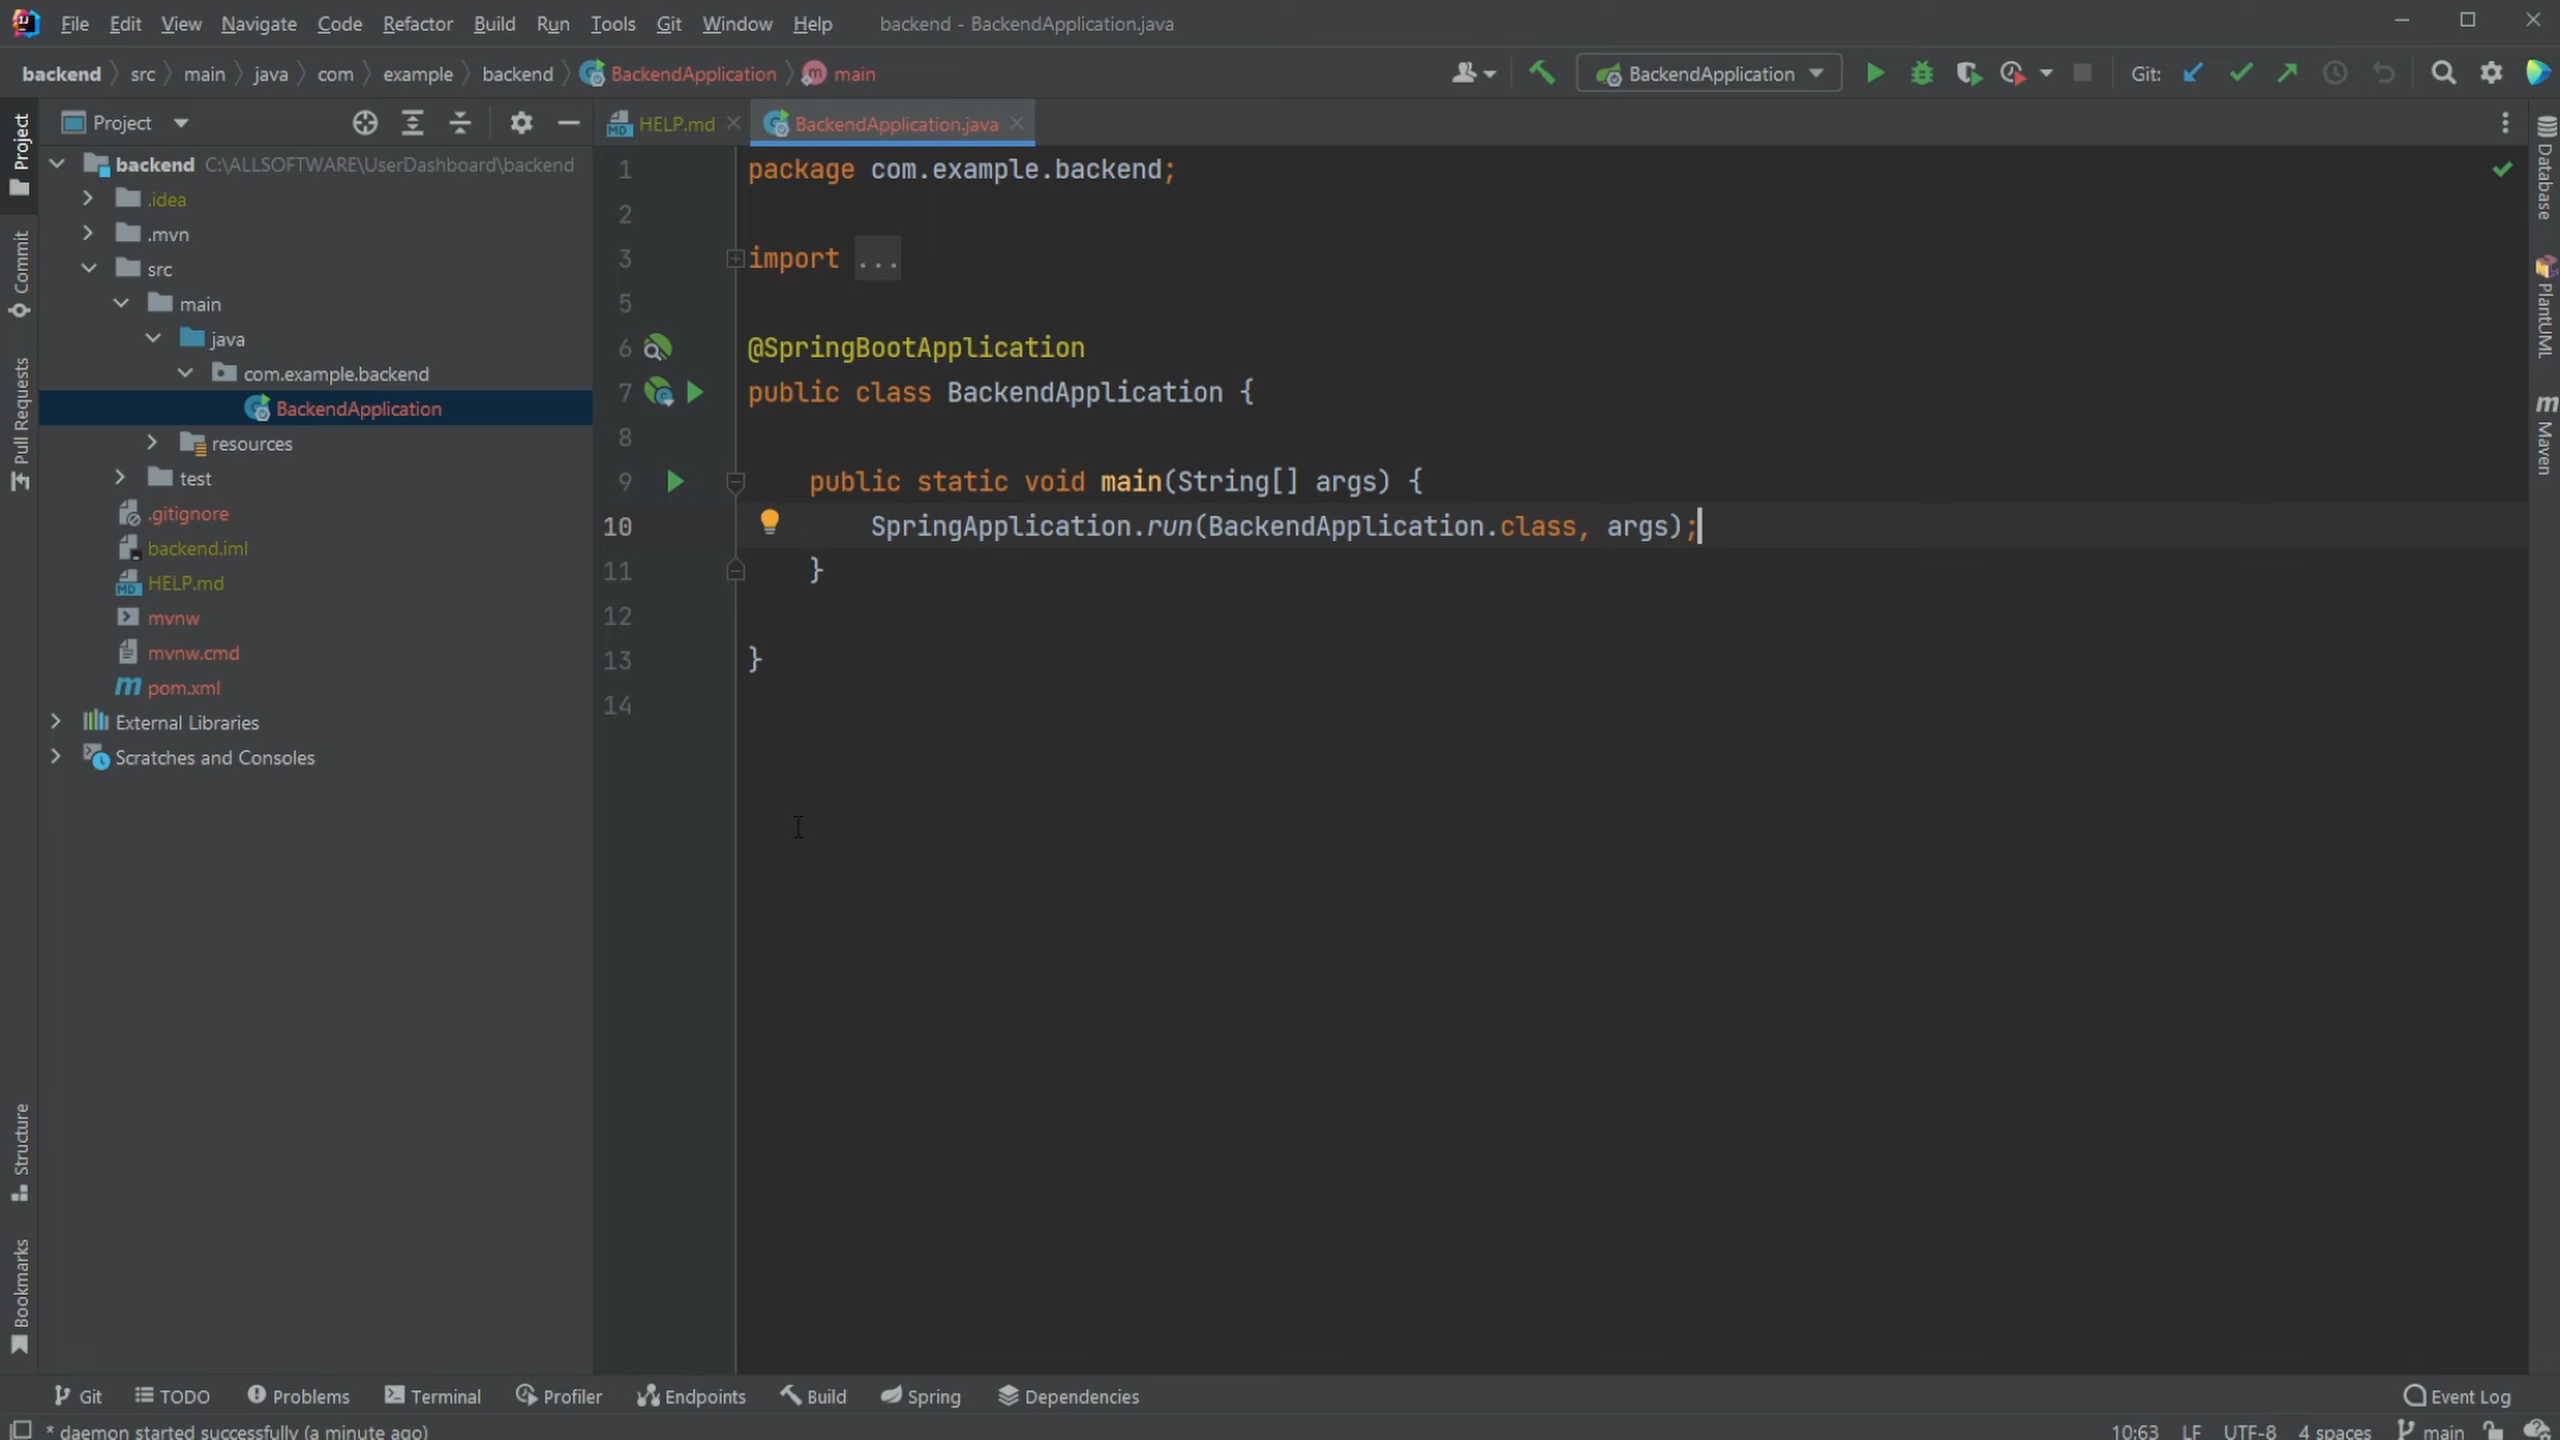 File Edit View Navigate Code Refactor Build Run Tools Git Window Help backend - BackendApplication.java
backend src main java com example backend BackendApplication m main BackendApplication Git:
Project
Project HELP.md BackendApplication.java
backend C:\ALLSOFTWARE\UserDashboard\backend
.idea
.mvn
src
main
java
com.example.backend
BackendApplication
resources
test
.gitignore
backend.iml
HELP.md
mvnw
mvnw.cmd
pom.xml
External Libraries
Scratches and Consoles
Commit
Pull Requests
Structure
Bookmarks
1 package com.example.backend;
2
3 import ...
5
6 @SpringBootApplication
7 public class BackendApplication {
8
9 public static void main(String[] args) {
10 SpringApplication.run(BackendApplication.class, args);
11 }
12
13 }
14
Database
PlantUML
Maven
Git TODO Problems Terminal Profiler Endpoints Build Spring Dependencies Event Log
* daemon started successfully (a minute ago) 10:63 LF UTF-8 4 spaces main